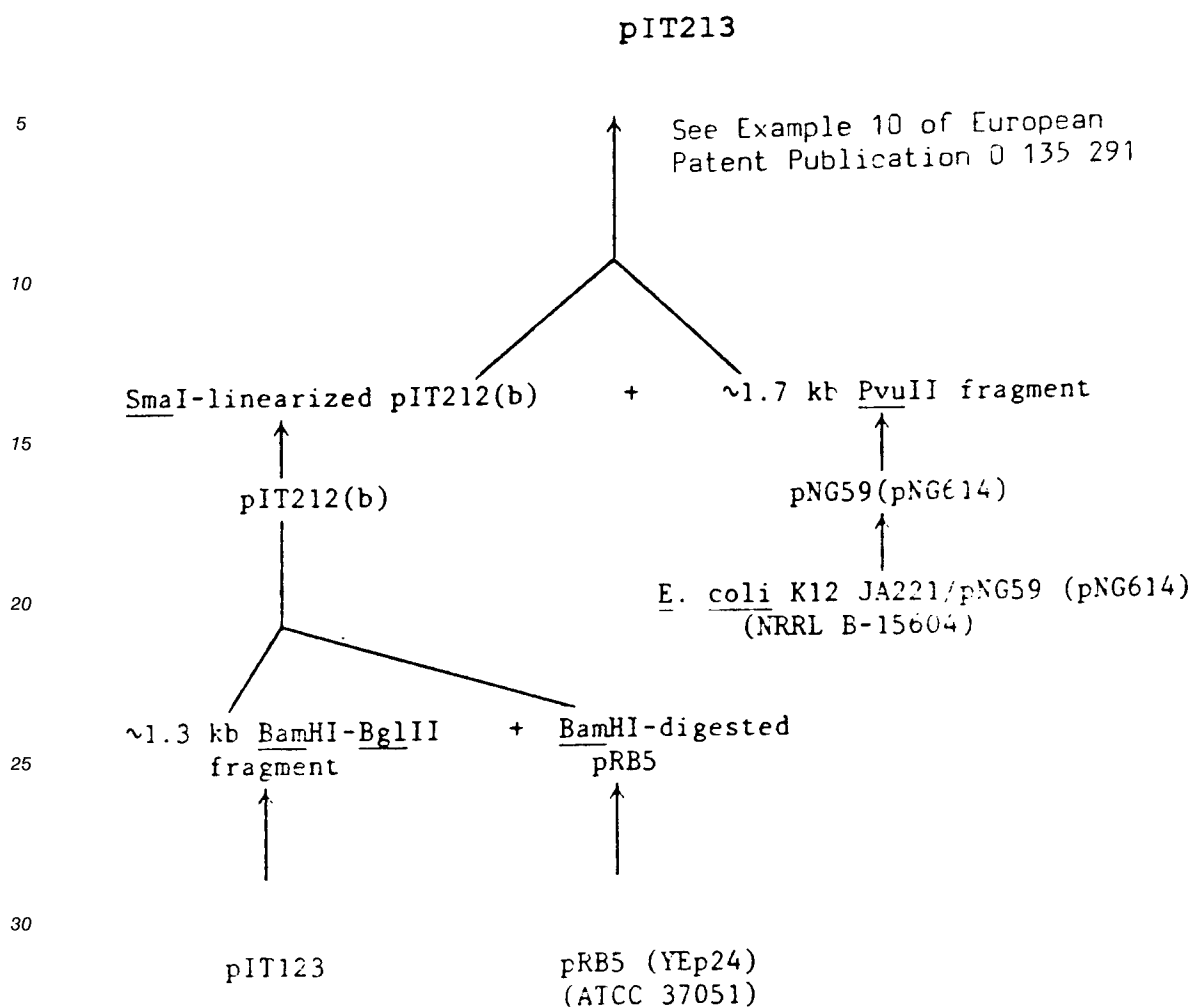 pIT213
5
See Example 10 of European
Patent Publication 0 135 291
10
SmaI-linearized pIT212(b) + ~1.7 kb PvuII fragment
15
pIT212(b) pNG59(pNG614)
20
E. coli K12 JA221/pNG59 (pNG614)
(NRRL B-15604)
~1.3 kb BamHI-BglII + BamHI-digested
25
fragment pRB5
30
pIT123 pRB5 (YEp24)
(ATCC 37051)